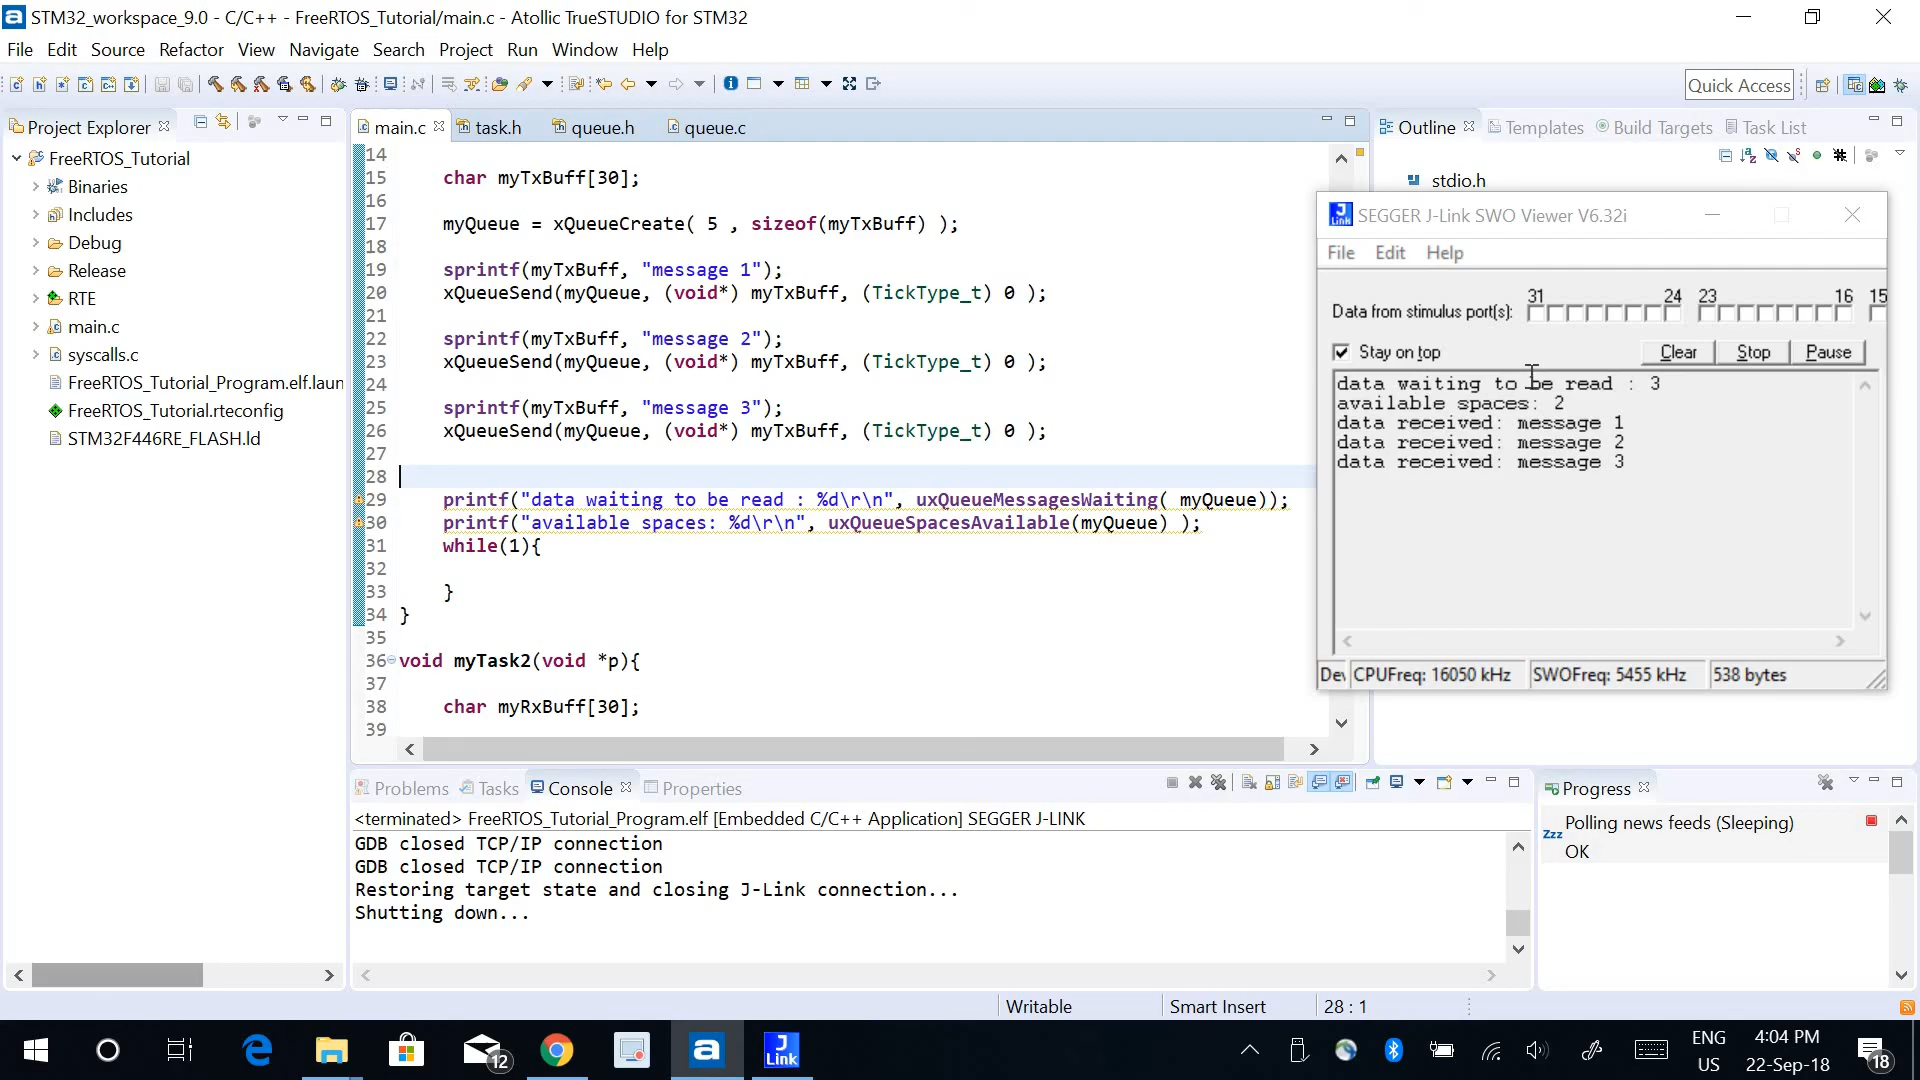 STM32_workspace_9.0 - C/C++ - FreeRTOS_Tutorial/main.c - Atollic TrueSTUDIO for STM32
File Edit Source Refactor View Navigate Search Project Run Window Help
Quick Access
Project Explorer
FreeRTOS_Tutorial
Binaries
Includes
Debug
Release
RTE
main.c
syscalls.c
FreeRTOS_Tutorial_Program.elf.laun
FreeRTOS_Tutorial.rteconfig
STM32F446RE_FLASH.ld
main.c task.h queue.h queue.c
14
15 char myTxBuff[30];
16
17 myQueue = xQueueCreate( 5 , sizeof(myTxBuff) );
18
19 sprintf(myTxBuff, "message 1");
20 xQueueSend(myQueue, (void*) myTxBuff, (TickType_t) 0 );
21
22 sprintf(myTxBuff, "message 2");
23 xQueueSend(myQueue, (void*) myTxBuff, (TickType_t) 0 );
24
25 sprintf(myTxBuff, "message 3");
26 xQueueSend(myQueue, (void*) myTxBuff, (TickType_t) 0 );
27
28
29 printf("data waiting to be read : %d\r\n", uxQueueMessagesWaiting( myQueue));
30 printf("available spaces: %d\r\n", uxQueueSpacesAvailable(myQueue) );
31 while(1){
32
33 }
34 }
35
36 void myTask2(void *p){
37
38 char myRxBuff[30];
39
Outline Templates Build Targets Task List
stdio.h
J Link SEGGER J-Link SWO Viewer V6.32i
File Edit Help
Data from stimulus port(s): 31 24 23 16 15
Stay on top Clear Stop Pause
data waiting to be read : 3
available spaces: 2
data received: message 1
data received: message 2
data received: message 3
Dev CPUFreq: 16050 kHz SWOFreq: 5455 kHz 538 bytes
Problems Tasks Console Properties
<terminated> FreeRTOS_Tutorial_Program.elf [Embedded C/C++ Application] SEGGER J-LINK
GDB closed TCP/IP connection
GDB closed TCP/IP connection
Restoring target state and closing J-Link connection...
Shutting down...
Progress
Polling news feeds (Sleeping)
OK
Writable Smart Insert 28 : 1
12
a
J Link
ENG
US
4:04 PM
22-Sep-18
18